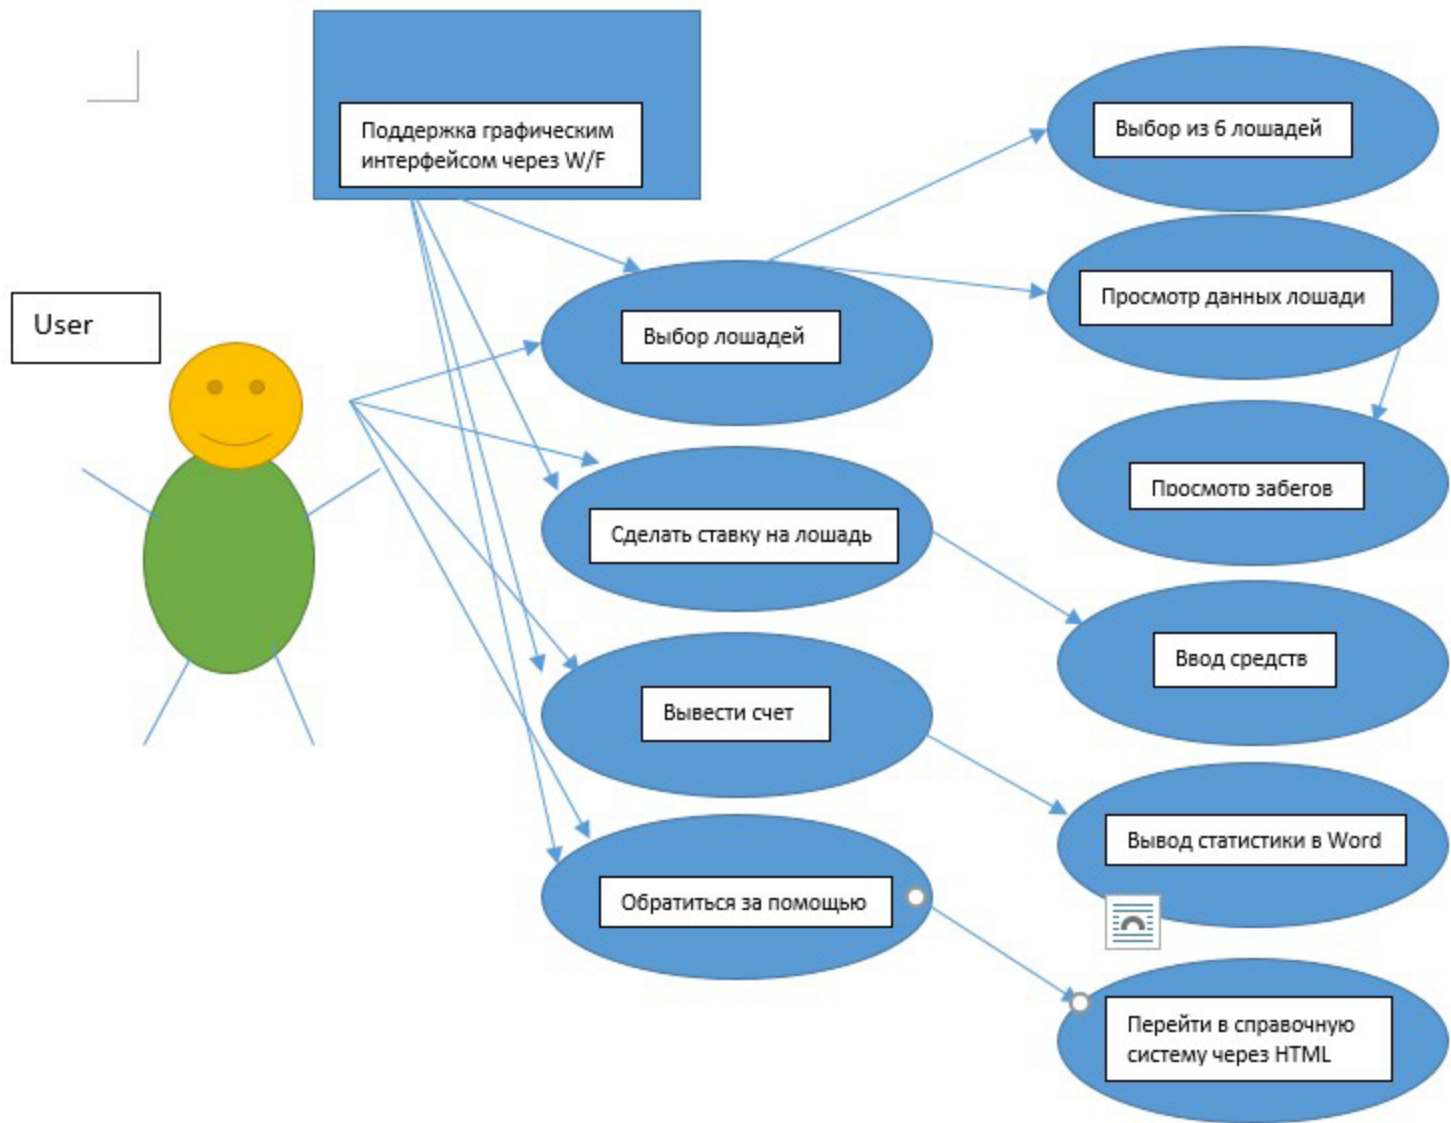 Поддержка графическим
интерфейсом через W/F
User
Выбор лошадей
Сделать ставку на лошадь
Вывести счет
Обратиться за помощью
Выбор из 6 лошадей
Просмотр данных лошади
Просмотр забегов
Ввод средств
Вывод статистики в Word
Перейти в справочную
систему через HTML